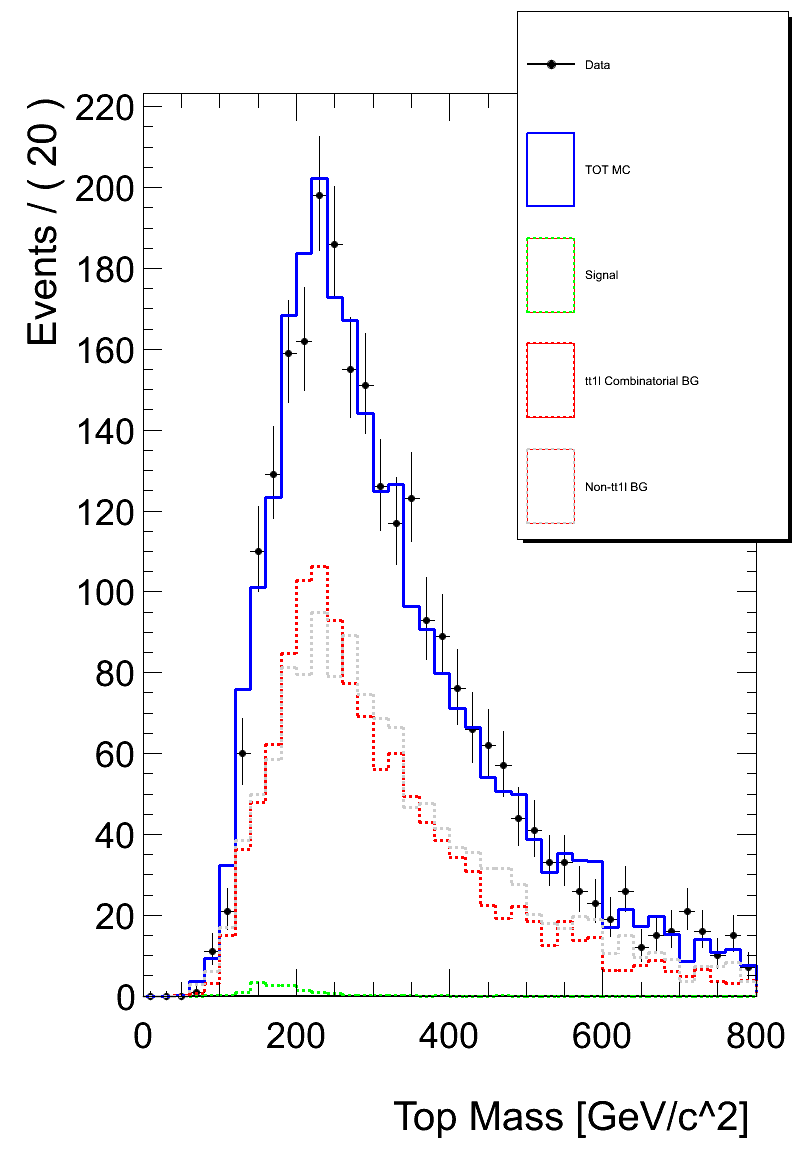 Data
TOT MC
Signal
tt1l Combinatorial BG
Non-tt1l BG
Events / ( 20 )
220
200
180
160
140
120
100
80
60
40
20
0
0 200 400 600 800
Top Mass [GeV/c^2]